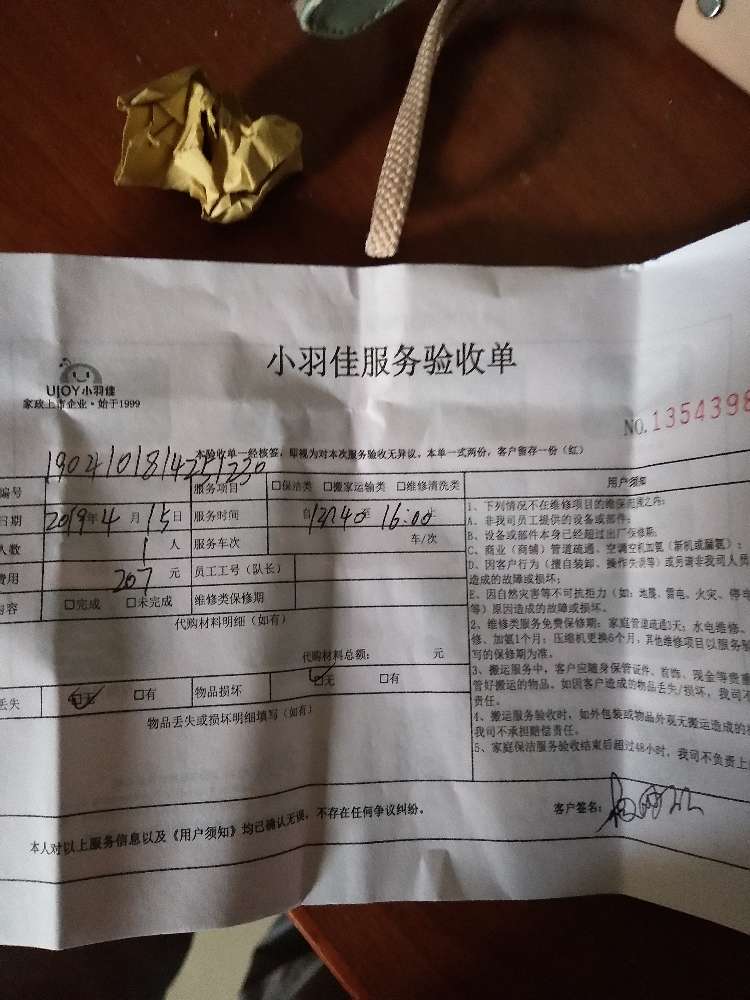 小羽佳服务验收单
UJOY小羽佳
家政上市企业·始于1999
NO.1354398
本验收单一经核签，即视为对本次服务验收无异议。本单一式两份，客户留存一份（红）
编号 服务项目 □保洁类 □搬家运输类 □维修清洗类
日期 2019年4月15日 服务时间 自 至 16:00
人数 1人 服务车次 车/次
费用 207元 员工工号（队长）
内容 □完成 □未完成 维修类保修期
代购材料明细（如有）
代购材料总额： 元
丢失 □无 □有 物品损坏 □无 □有
物品丢失或损坏明细填写（如有）
本人对以上服务信息以及《用户须知》均已确认无误，不存在任何争议纠纷。
客户签名：
用户须知
1、下列情况不在维修项目的维保范围之内：
A、非我司员工提供的设备或部件；
B、设备或部件本身已经超过出厂保修期；
C、商业（商铺）管道疏通、空调空机加氨（新机或漏氨）；
D、因客户行为（擅自装卸、操作失误等）或另请非我司人员
造成的故障或损坏；
E、因自然灾害等不可抗拒力（如：地震、雷电、火灾、停电
等）原因造成的故障或损坏。
2、维修类服务免费保修期：家庭管道疏通3天；水电维修、
修、加氨1个月；压缩机更换6个月，其他维修项目以服务验
写的保修期为准。
3、搬运服务中，客户应随身保管证件、首饰、现金等贵重
管好搬运的物品。如因客户造成的物品丢失/损坏，我司不
责任。
4、搬运服务验收时，如外包装或物品外观无搬运造成的
我司不承担赔偿责任。
5、家庭保洁服务验收结束后超过48小时，我司不负责上